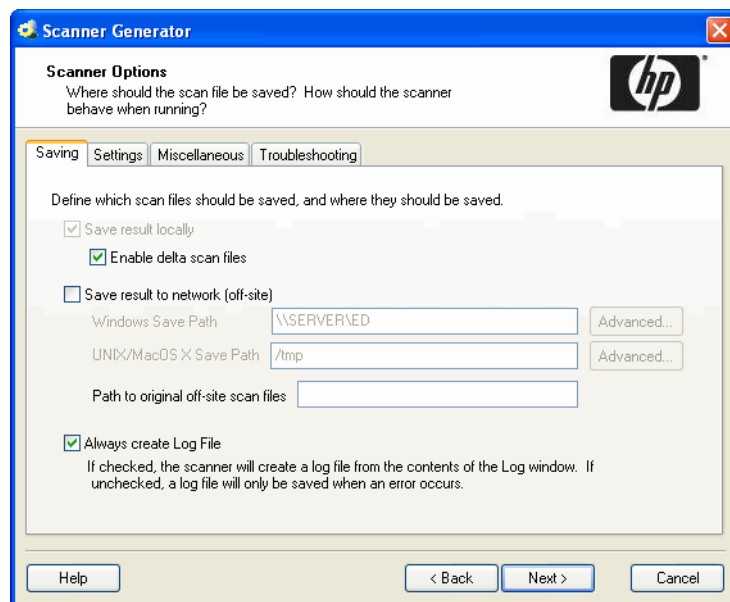 Scanner Generator
Scanner Options
Where should the scan file be saved? How should the scanner
behave when running?
hp
Saving Settings Miscellaneous Troubleshooting
Define which scan files should be saved, and where they should be saved.
Save result locally
Enable delta scan files
Save result to network (off-site)
Windows Save Path \\SERVER\ED Advanced...
UNIX/MacOS X Save Path /tmp Advanced...
Path to original off-site scan files
Always create Log File
If checked, the scanner will create a log file from the contents of the Log window. If
unchecked, a log file will only be saved when an error occurs.
Help < Back Next > Cancel